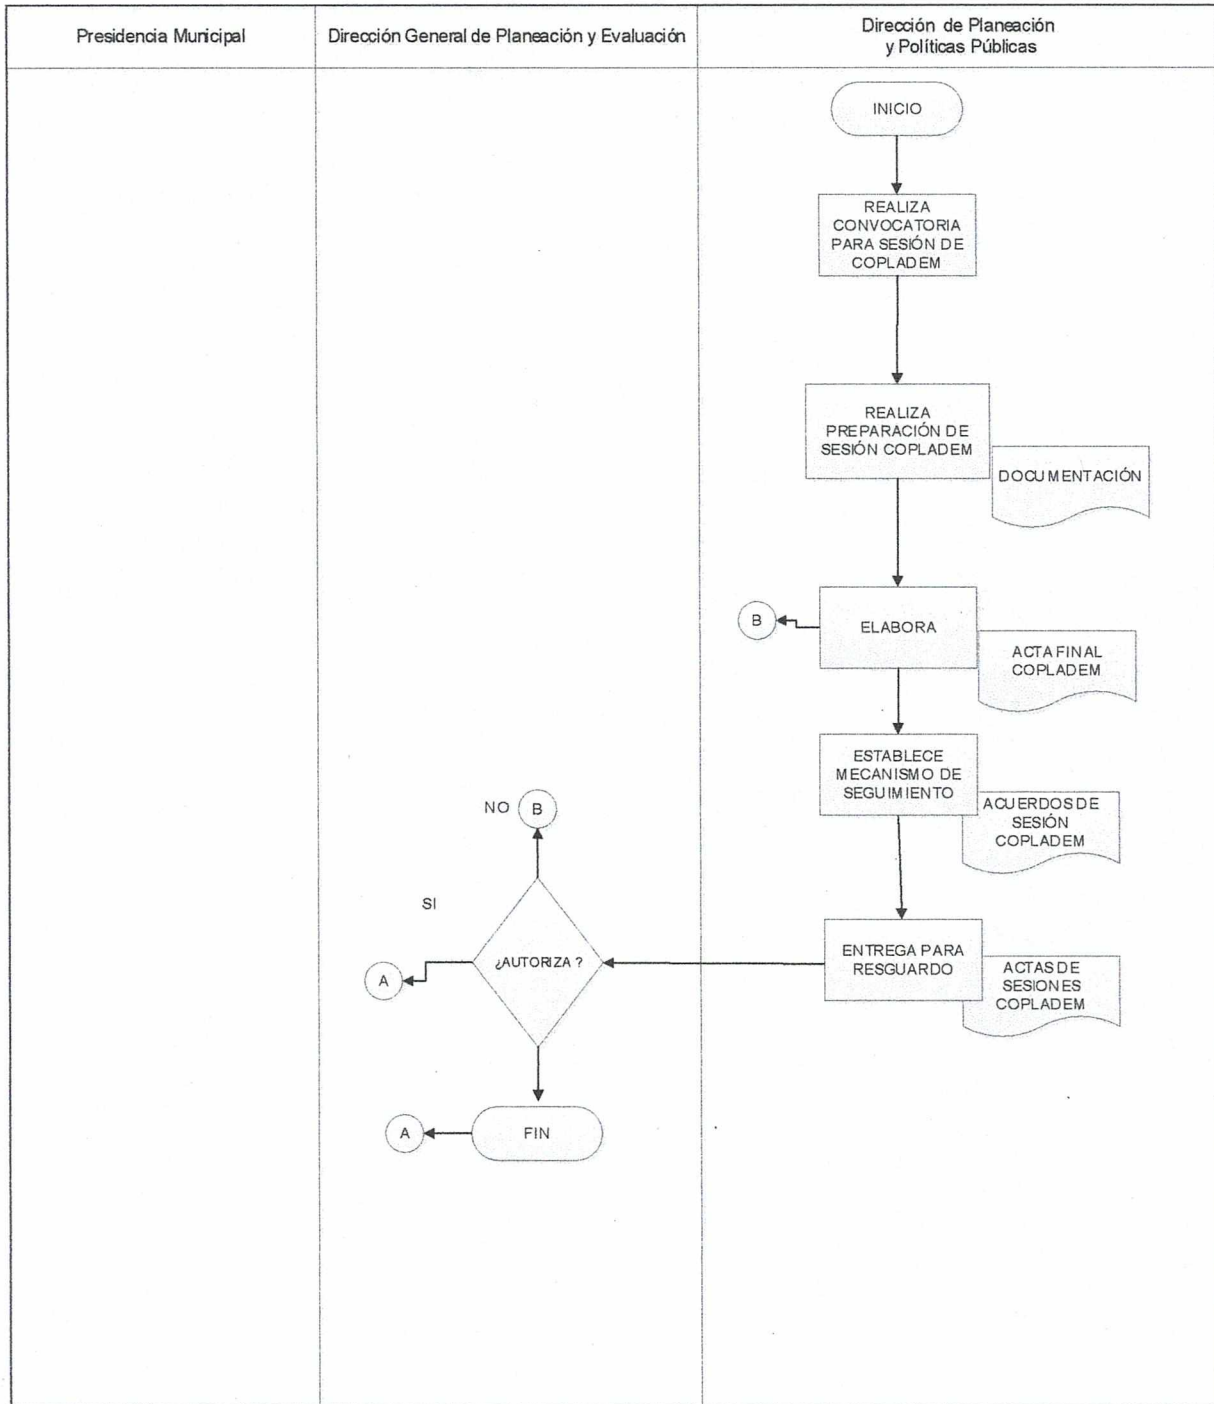 Presidencia Municipal
Dirección General de Planeación y Evaluación
Dirección de Planeación
y Políticas Públicas
INICIO
REALIZA
CONVOCATORIA
PARA SESIÓN DE
COPLADEM
REALIZA
PREPARACIÓN DE
SESIÓN COPLADEM
DOCUMENTACIÓN
B
ELABORA
ACTA FINAL
COPLADEM
ESTABLECE
MECANISMO DE
SEGUIMIENTO
ACUERDOS DE
SESIÓN
COPLADEM
NO
B
SI
¿AUTORIZA ?
A
ENTREGA PARA
RESGUARDO
ACTAS DE
SESIONES
COPLADEM
A
FIN